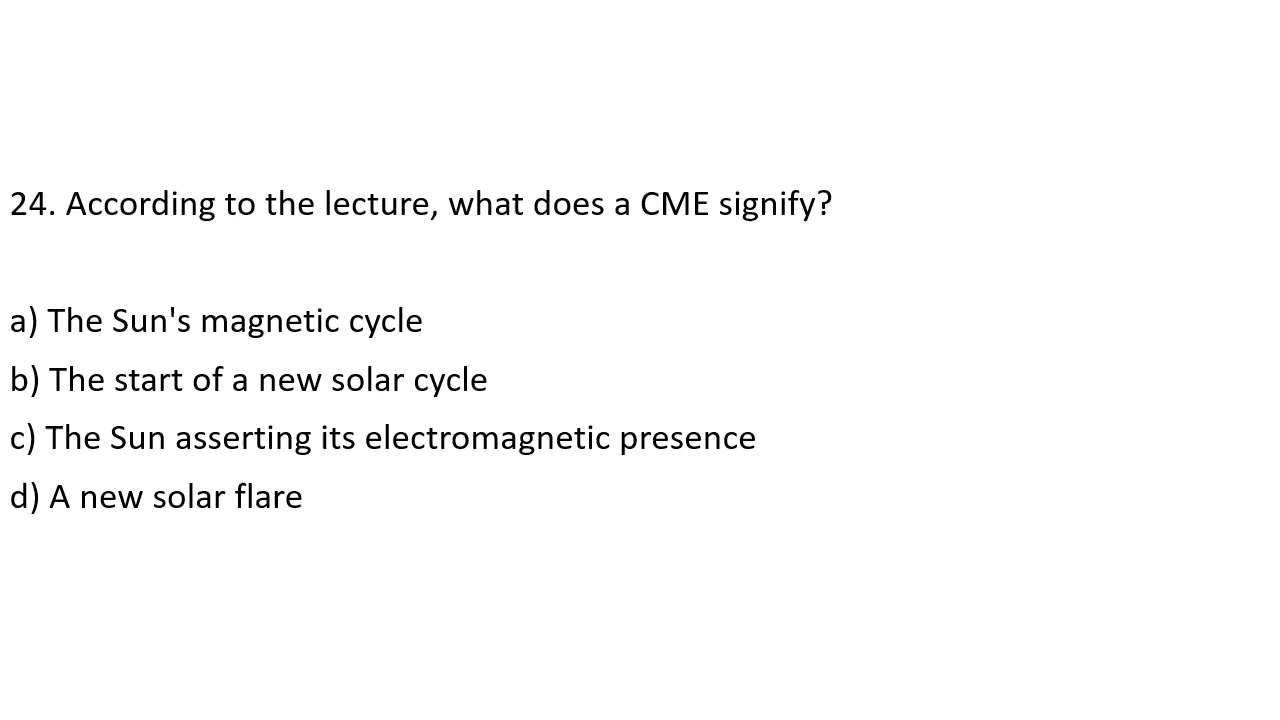 24. According to the lecture, what does a CME signify?
a) The Sun's magnetic cycle
b) The start of a new solar cycle
c) The Sun asserting its electromagnetic presence
d) A new solar flare